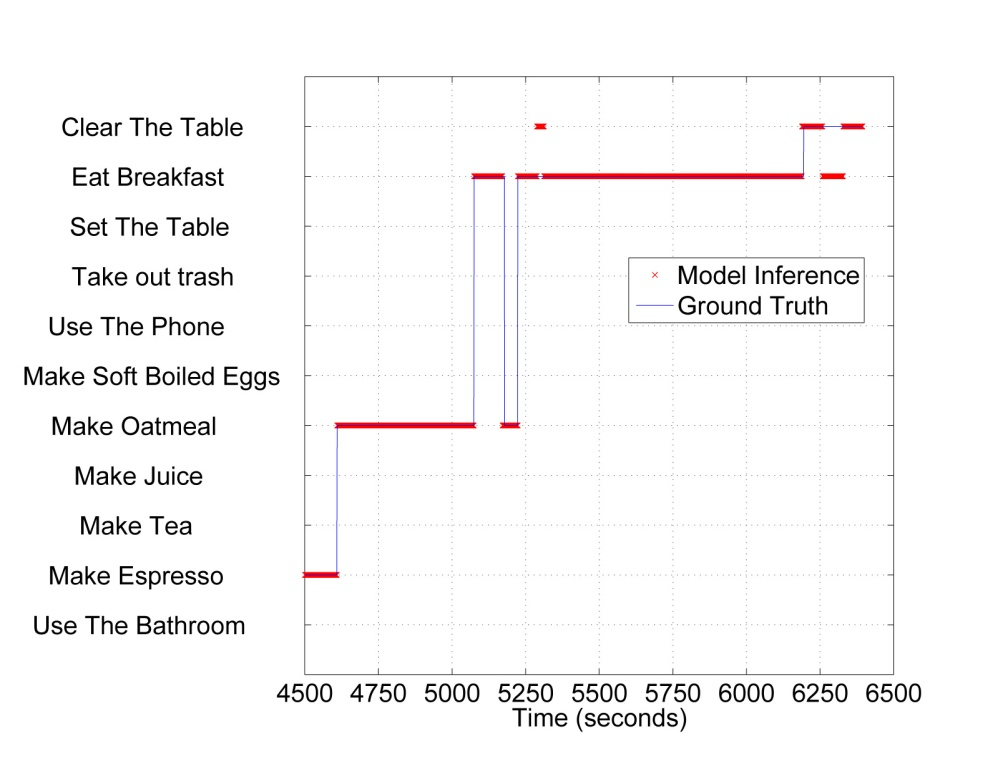 Clear The Table
Eat Breakfast
Set The Table
Take out trash
Use The Phone
Make Soft Boiled Eggs
Make Oatmeal
Make Juice
Make Tea
Make Espresso
Use The Bathroom
Model Inference
Ground Truth
4500 4750 5000 5250 5500 5750 6000 6250 6500
Time (seconds)